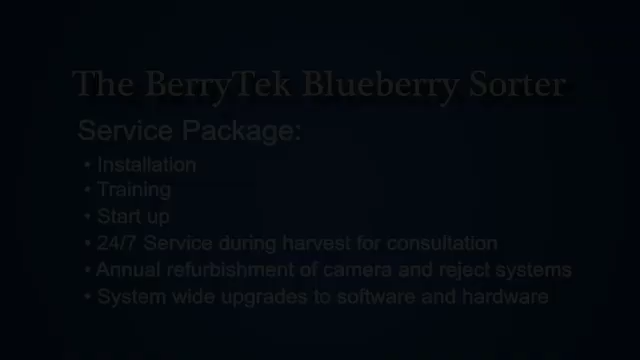 The BerryTek Blueberry Sorter
Service Package:
• Installation
• Training
• Start up
• 24/7 Service during harvest for consultation
• Annual refurbishment of camera and reject systems
• System wide upgrades to software and hardware